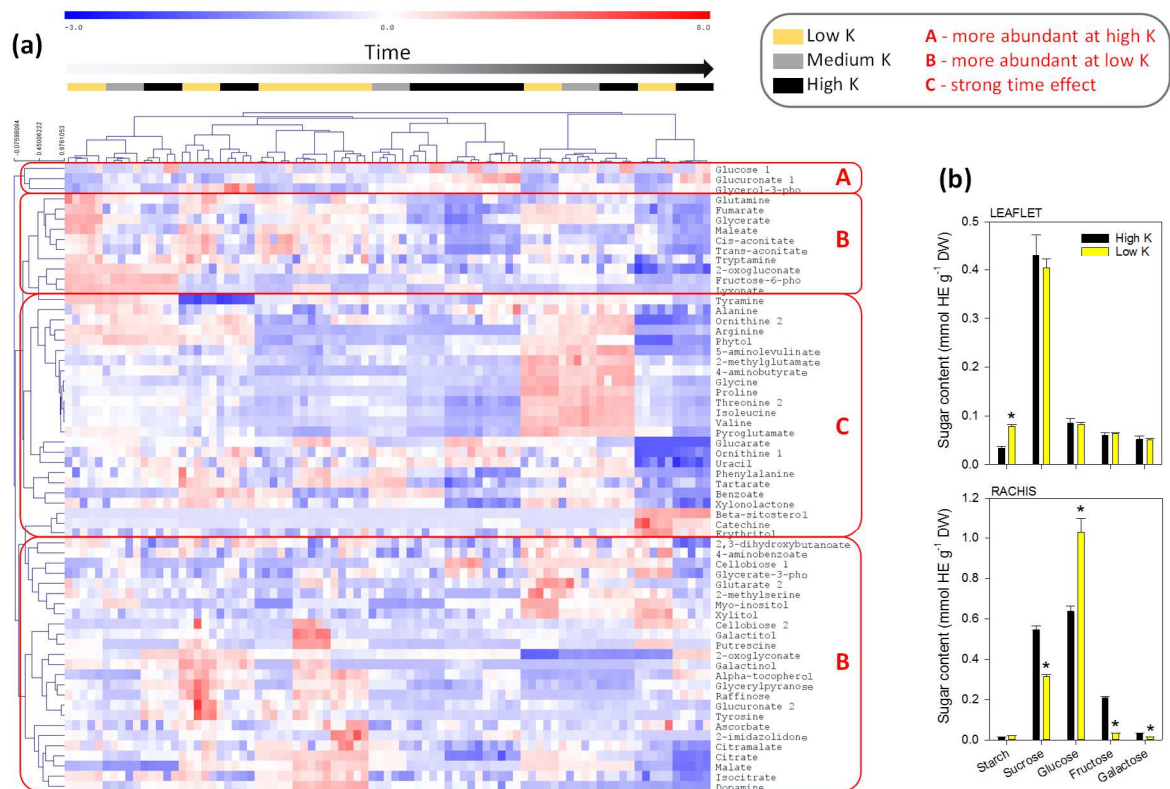 (a)
-3.0 0.0 8.0
Time
Low K
Medium K
High K
A - more abundant at high K
B - more abundant at low K
C - strong time effect
-0.07598084
0.45086222
0.9761053
Glucose 1
Glucuronate 1
Glycerol-3-pho
A
Glutamine
Fumarate
Glycerate
Maleate
Cis-aconitate
Trans-aconitate
Tryptamine
2-oxogluconate
Fructose-6-pho
Lyxonate
B
Tyramine
Alanine
Ornithine 2
Arginine
Phytol
5-aminolevulinate
2-methylglutamate
4-aminobutyrate
Glycine
Proline
Threonine 2
Isoleucine
Valine
Pyroglutamate
Glucarate
Ornithine 1
Uracil
Phenylalanine
Tartarate
Benzoate
Xylonolactone
Beta-sitosterol
Catechine
Erythritol
C
2,3-dihydroxybutanoate
4-aminobenzoate
Cellobiose 1
Glycerate-3-pho
Glutarate 2
2-methylserine
Myo-inositol
Xylitol
Cellobiose 2
Galactitol
Putrescine
2-oxoglyconate
Galactinol
Alpha-tocopherol
Glycerylpyranose
Raffinose
Glucuronate 2
Tyrosine
Ascorbate
2-imidazolidone
Citramalate
Citrate
Malate
Isocitrate
Dopamine
B
(b)
LEAFLET
High K
Low K
Sugar content (mmol HE g⁻¹ DW)
0.5
0.4
0.3
0.2
0.1
0.0
*
RACHIS
Sugar content (mmol HE g⁻¹ DW)
1.2
1.0
0.8
0.6
0.4
0.2
0.0
* * * *
Starch Sucrose Glucose Fructose Galactose